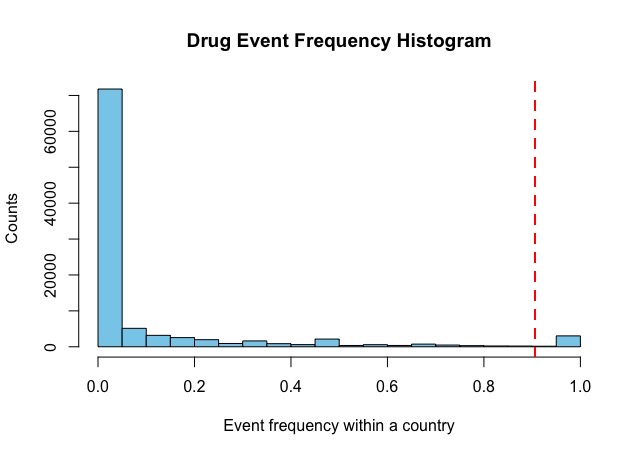 Drug Event Frequency Histogram
Counts
60000
40000
20000
0
0.0 0.2 0.4 0.6 0.8 1.0
Event frequency within a country